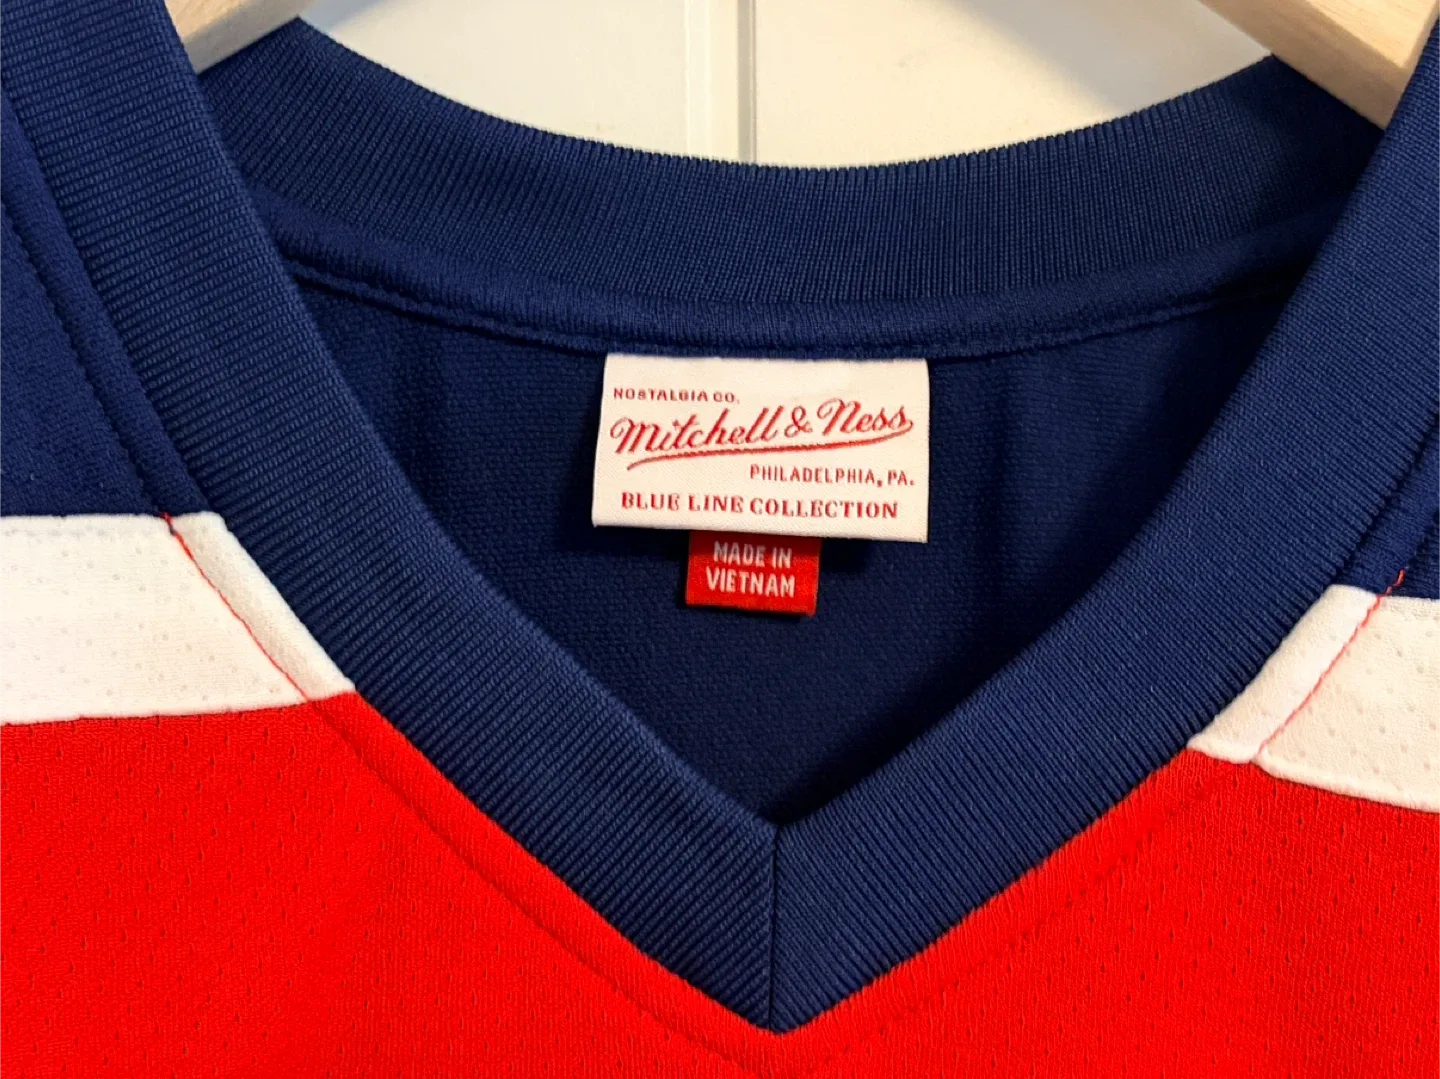 NOSTALGIA CO.
Mitchell & Ness
PHILADELPHIA, PA.
BLUE LINE COLLECTION
MADE IN
VIETNAM